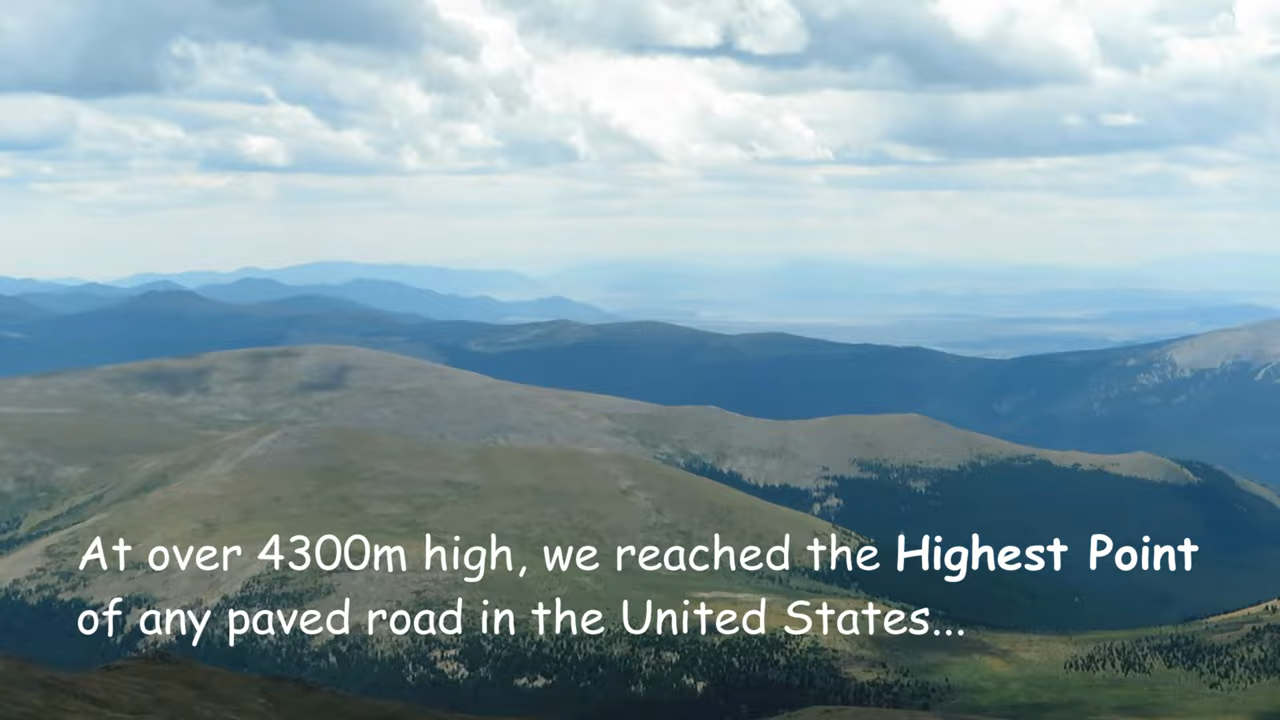 At over 4300m high, we reached the Highest Point
of any paved road in the United States...